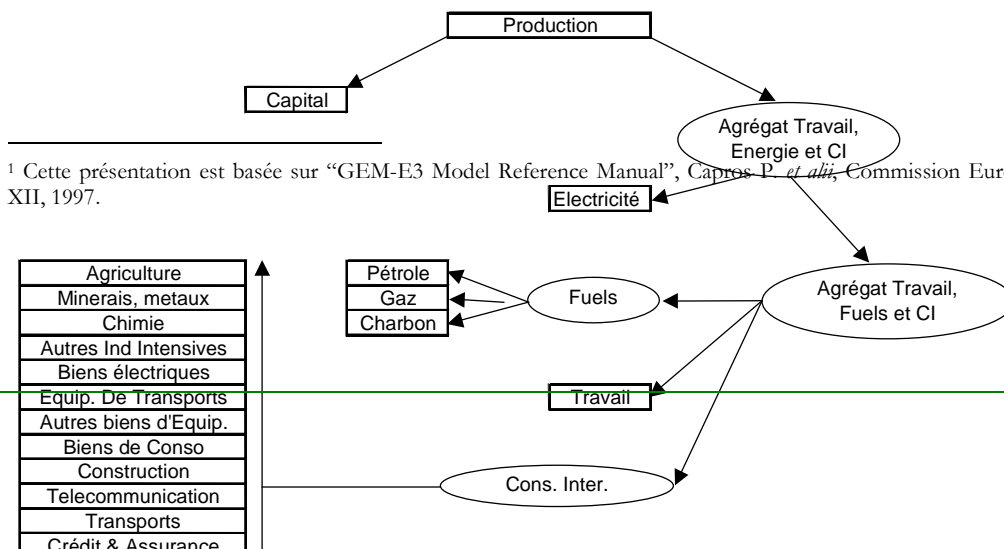 Production
Capital
Agrégat Travail,
Energie et CI
¹ Cette présentation est basée sur “GEM-E3 Model Reference Manual”, Capros P. et alii, Commission Eur
XII, 1997.
Electricité
Agriculture
Minerais, metaux
Chimie
Autres Ind Intensives
Biens électriques
Equip. De Transports
Autres biens d'Equip.
Biens de Conso
Construction
Telecommunication
Transports
Crédit & Assurance
Pétrole
Gaz
Charbon
Fuels
Agrégat Travail,
Fuels et CI
Travail
Cons. Inter.